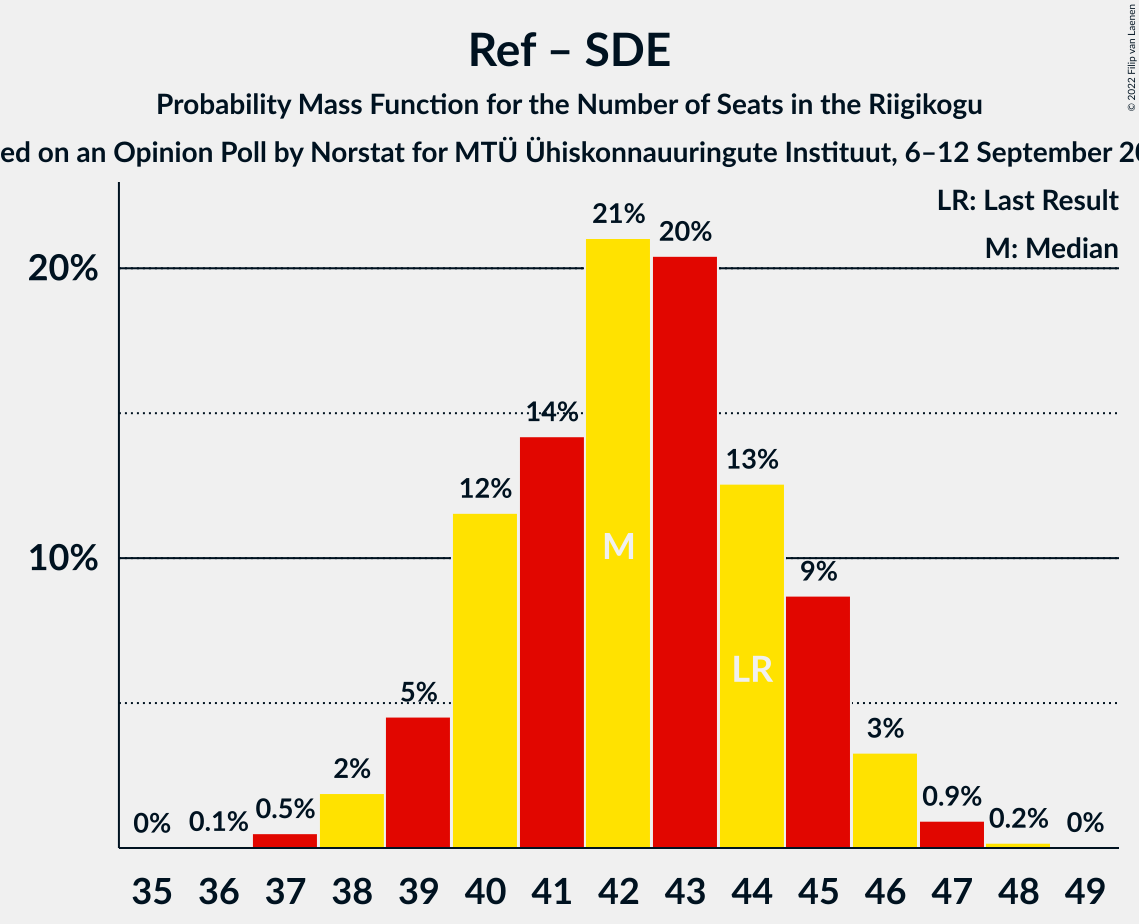 Ref – SDE
Probability Mass Function for the Number of Seats in the Riigikogu
ed on an Opinion Poll by Norstat for MTÜ Ühiskonnauuringute Instituut, 6–12 September 20
© 2022 Filip van Laenen
LR: Last Result
M: Median
20%
10%
0%
0.1%
0.5%
2%
5%
12%
14%
21%
20%
13%
9%
3%
0.9%
0.2%
0%
M
LR
35 36 37 38 39 40 41 42 43 44 45 46 47 48 49